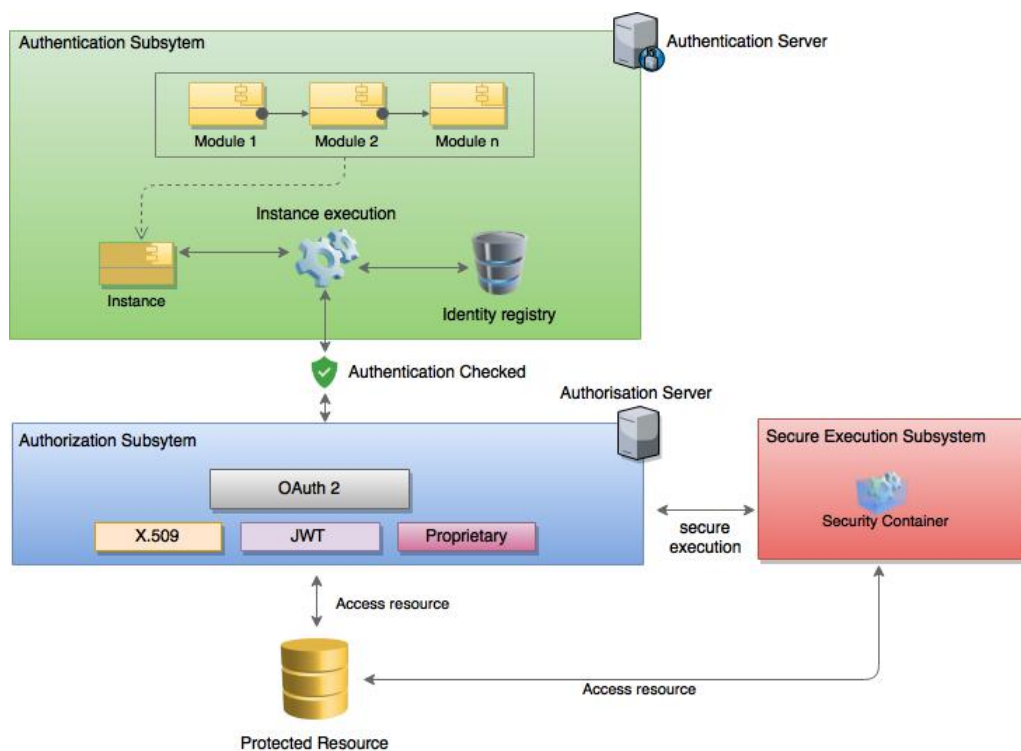 Authentication Subsytem
Authentication Server
Module 1
Module 2
Module n
Instance execution
Instance
Identity registry
Authentication Checked
Authorisation Server
Authorization Subsytem
OAuth 2
X.509
JWT
Proprietary
Secure Execution Subsystem
Security Container
secure
execution
Access resource
Access resource
Protected Resource